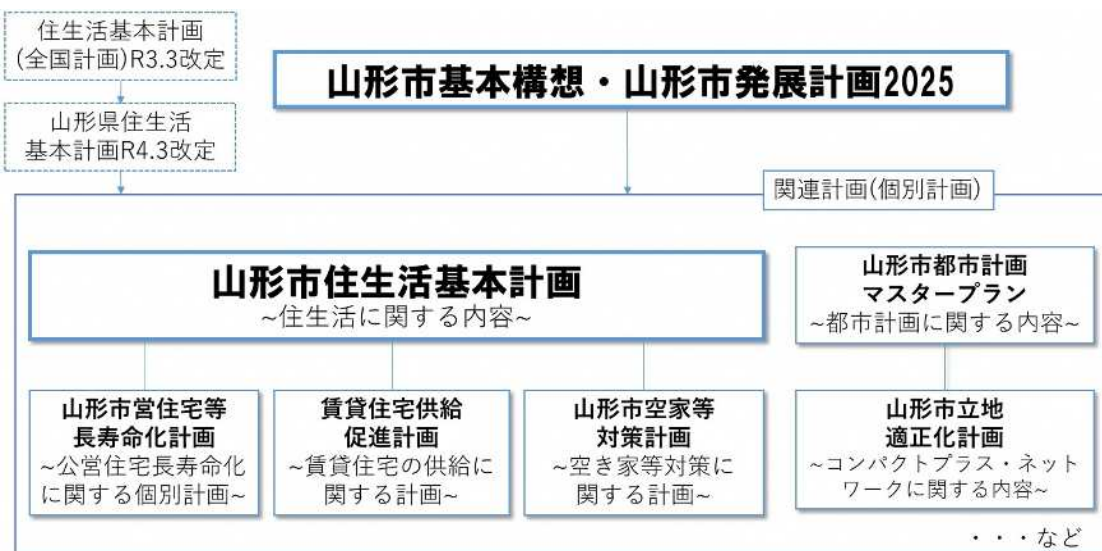 住生活基本計画
(全国計画)R3.3改定
山形県住生活
基本計画R4.3改定
山形市基本構想・山形市発展計画2025
関連計画(個別計画)
山形市住生活基本計画
~住生活に関する内容~
山形市都市計画
マスタープラン
~都市計画に関する内容~
山形市営住宅等
長寿命化計画
~公営住宅長寿命化
に関する個別計画~
賃貸住宅供給
促進計画
~賃貸住宅の供給に
関する計画~
山形市空家等
対策計画
~空き家等対策に
関する計画~
山形市立地
適正化計画
~コンパクトプラス・ネット
ワークに関する内容~
・・・など